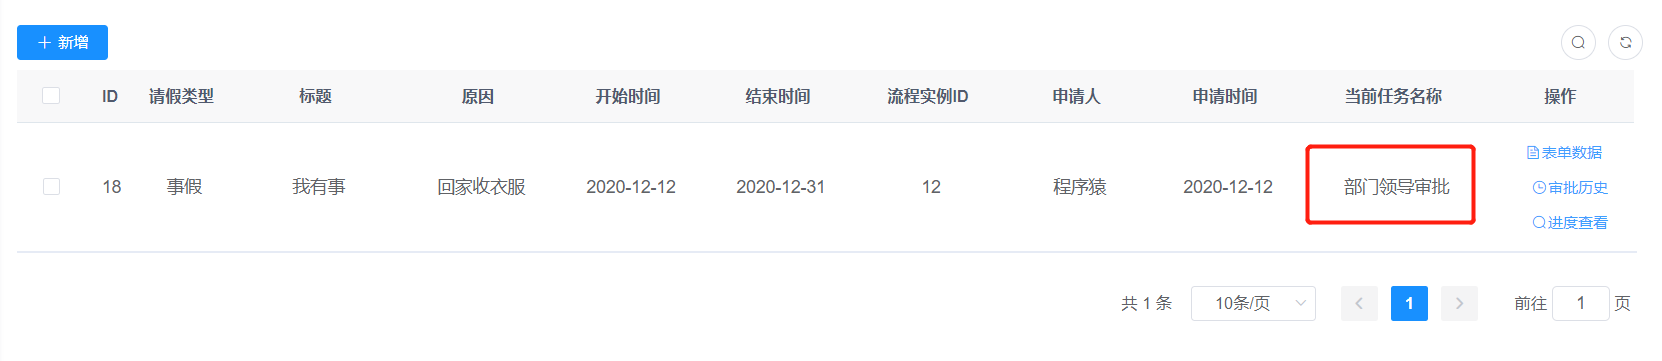 新增
ID 请假类型 标题 原因 开始时间 结束时间 流程实例ID 申请人 申请时间 当前任务名称 操作
18 事假 我有事 回家收衣服 2020-12-12 2020-12-31 12 程序猿 2020-12-12 部门领导审批
表单数据
审批历史
进度查看
共 1 条 10条/页 1 前往 1 页